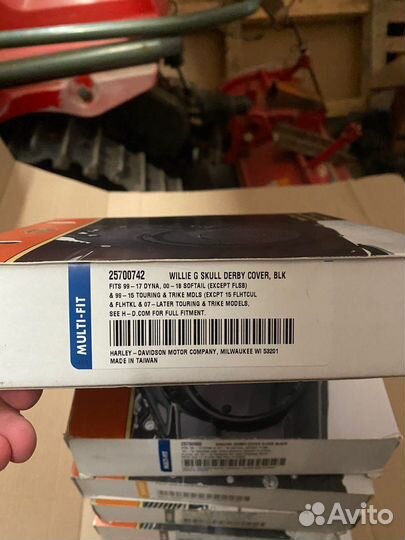 25700742 WILLIE G SKULL DERBY COVER, BLK
FITS 99-17 DYNA, 00-18 SOFTAIL (EXCEPT FLSB)
& 99-15 TOURING & TRIKE MDLS (EXCPT 15 FLHTCUL
& FLHTKL & 07-LATER TOURING & TRIKE MODELS,
SEE H-D.COM FOR FULL FITMENT.
HARLEY-DAVIDSON MOTOR COMPANY, MILWAUKEE WI 53201
MADE IN TAIWAN
MULTI-FIT
Avito